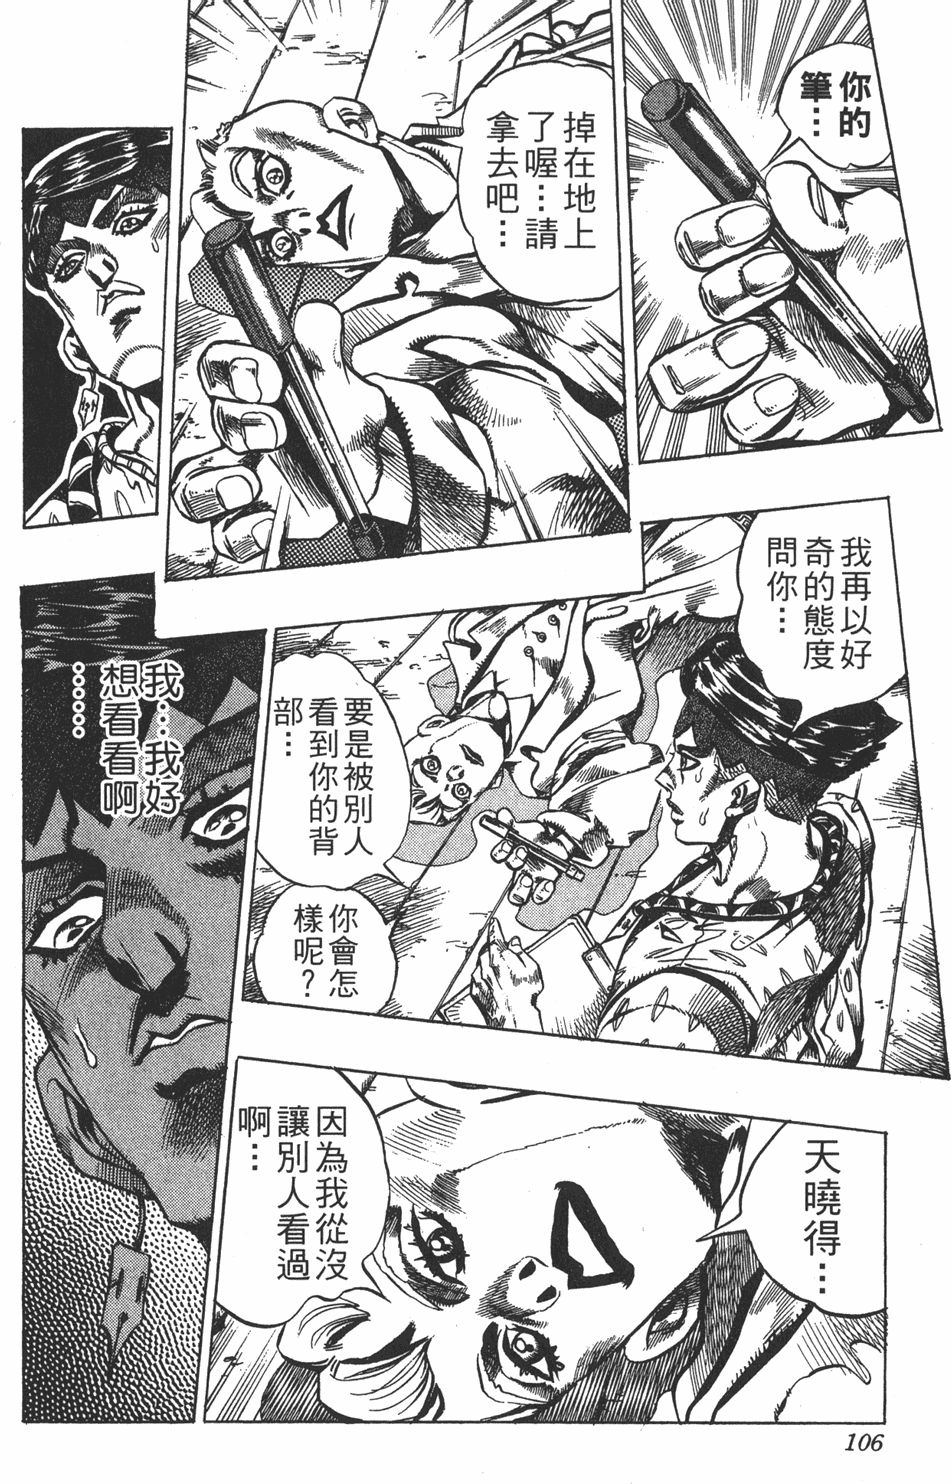 你的
筆…
掉在地上
了喔…請
拿去吧…
我再以好
奇的態度
問你…
要是被別人
看到你的背
部…
你會怎
樣呢？
我…我好
想看看啊
……
天曉得…
因為我從沒
讓別人看過
啊…
106